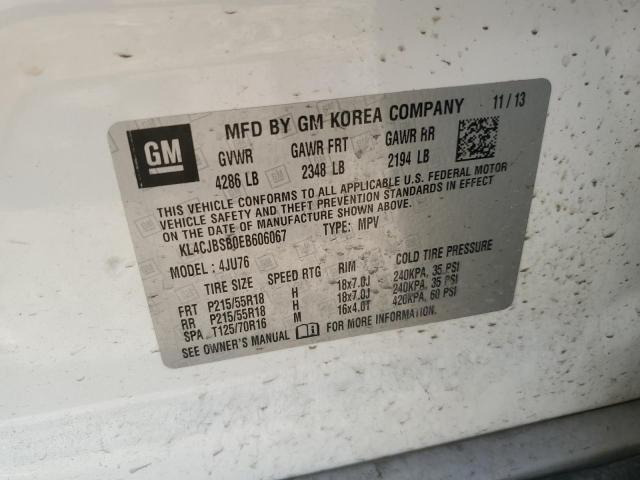 MFD BY GM KOREA COMPANY 11/13
GM
GVWR GAWR FRT GAWR RR
4286 LB 2348 LB 2194 LB
THIS VEHICLE CONFORMS TO ALL APPLICABLE U.S. FEDERAL MOTOR
VEHICLE SAFETY AND THEFT PREVENTION STANDARDS IN EFFECT
ON THE DATE OF MANUFACTURE SHOWN ABOVE.
KL4CJBSB0EB606067 TYPE: MPV
MODEL: 4JU76
TIRE SIZE SPEED RTG RIM COLD TIRE PRESSURE
FRT P215/55R18 H 18x7.0J 240KPA, 35 PSI
RR P215/55R18 H 18x7.0J 240KPA, 35 PSI
SPA T125/70R16 M 16x4.0T 420KPA, 60 PSI
SEE OWNER'S MANUAL FOR MORE INFORMATION.